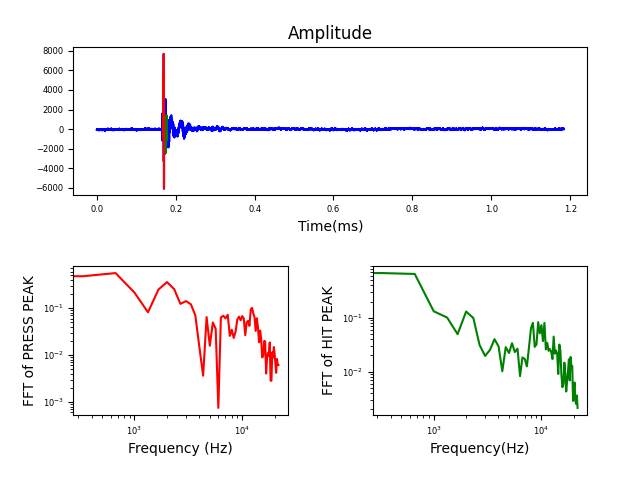 Amplitude
8000
6000
4000
2000
0
−2000
−4000
−6000
0.0 0.2 0.4 0.6 0.8 1.0 1.2
Time(ms)
FFT of PRESS PEAK
10⁻¹
10⁻²
10⁻³
10³ 10⁴
Frequency (Hz)
FFT of HIT PEAK
10⁻¹
10⁻²
10³ 10⁴
Frequency(Hz)